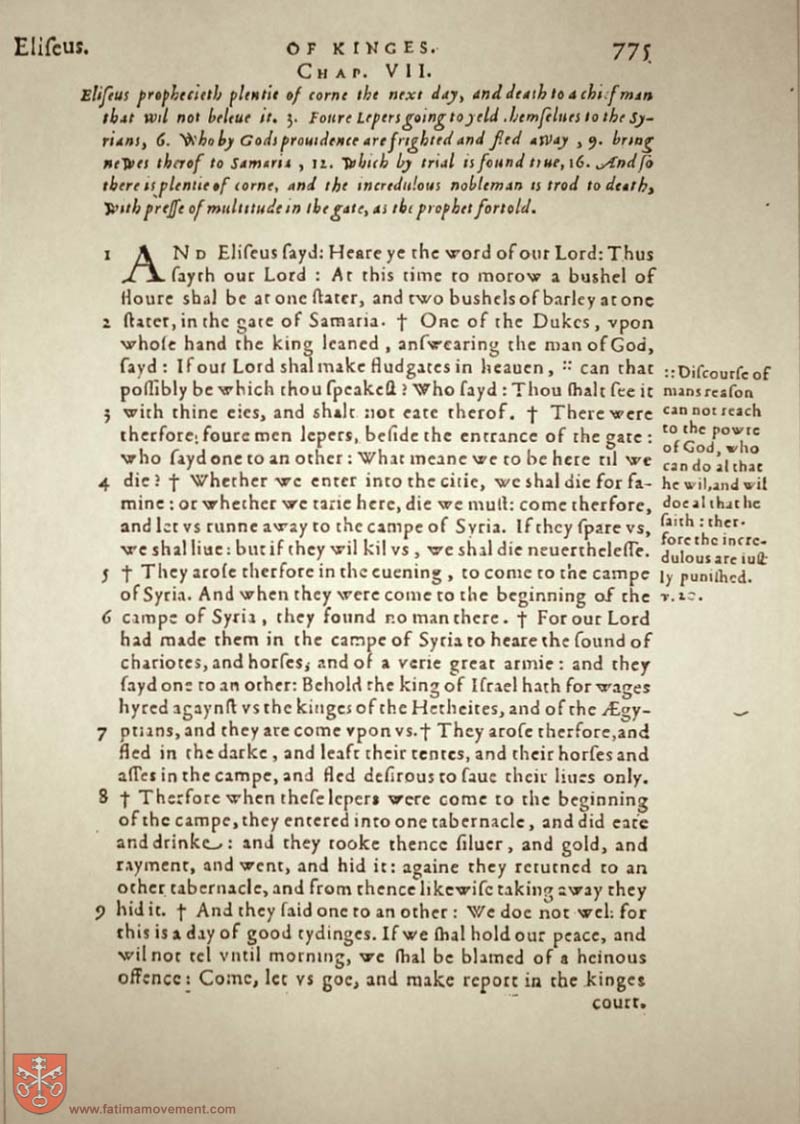 Eliſeus. OF KINGES. 775
CHAP. VII.
Eliſeus prophecieth plentie of corne the next day, and death to a chief man
that wil not beleue it. 3. Foure Lepers going to yeld themſelues to the Sy-
rians, 6. Who by Gods prouidence are frighted and fled away, 9. bring
newes therof to Samaria, 12. Which by trial is found true, 16. And ſo
there is plentie of corne, and the incredulous nobleman is trod to death,
With preſſe of multitude in the gate, as the prophet fortold.
1 AND Eliſeus ſayd: Heare ye the word of our Lord: Thus
ſayth our Lord: At this time to morow a buſhel of
floure shal be at one ſtater, and two bushels of barley at one
2 ſtater, in the gate of Samaria. † One of the Dukes, vpon
whoſe hand the king leaned, anſwearing the man of God,
ſayd: If our Lord shal make fludgates in heauen, :: can that
poſſibly be which thou ſpeakeſt? Who ſayd: Thou shalt ſee it
3 with thine eies, and shalt not eate therof. † There were
therfore foure men lepers, beſide the entrance of the gate:
who ſayd one to an other: What meane we to be here til we
4 die? † Whether we enter into the citie, we shal die for fa-
mine: or whether we tarie here, die we muſt: come therfore,
and let vs runne away to the campe of Syria. If they ſpare vs,
we shal liue: but if they wil kil vs, we shal die neuertheleſſe.
5 † They aroſe therfore in the euening, to come to the campe
of Syria. And when they were come to the beginning of the
6 campe of Syria, they found no man there. † For our Lord
had made them in the campe of Syria to heare the ſound of
chariotes, and horſes, and of a verie great armie: and they
ſayd one to an other: Behold the king of Iſrael hath for wages
hyred agaynſt vs the kinges of the Hetheites, and of the Ægy-
7 ptians, and they are come vpon vs. † They aroſe therfore, and
fled in the darke, and leaft their tentes, and their horſes and
aſſes in the campe, and fled deſirous to ſaue their liues only.
8 † Therfore when theſe lepers were come to the beginning
of the campe, they entered into one tabernacle, and did eate
and drinke: and they tooke thence ſiluer, and gold, and
rayment, and went, and hid it: againe they returned to an
other tabernacle, and from thence likewiſe taking away they
9 hid it. † And they ſaid one to an other: We doe not wel: for
this is a day of good tydinges. If we shal hold our peace, and
wil not tel vntil morning, we shal be blamed of a heinous
offence: Come, let vs goe, and make report in the kinges
court.
::Diſcourſe of
mans reaſon
can not reach
to the powre
of God, who
can do al that
he wil, and wil
doe al that he
ſaith: ther-
fore the incre-
dulous are iuſt-
ly puniſhed.
v. 20.
www.fatimamovement.com